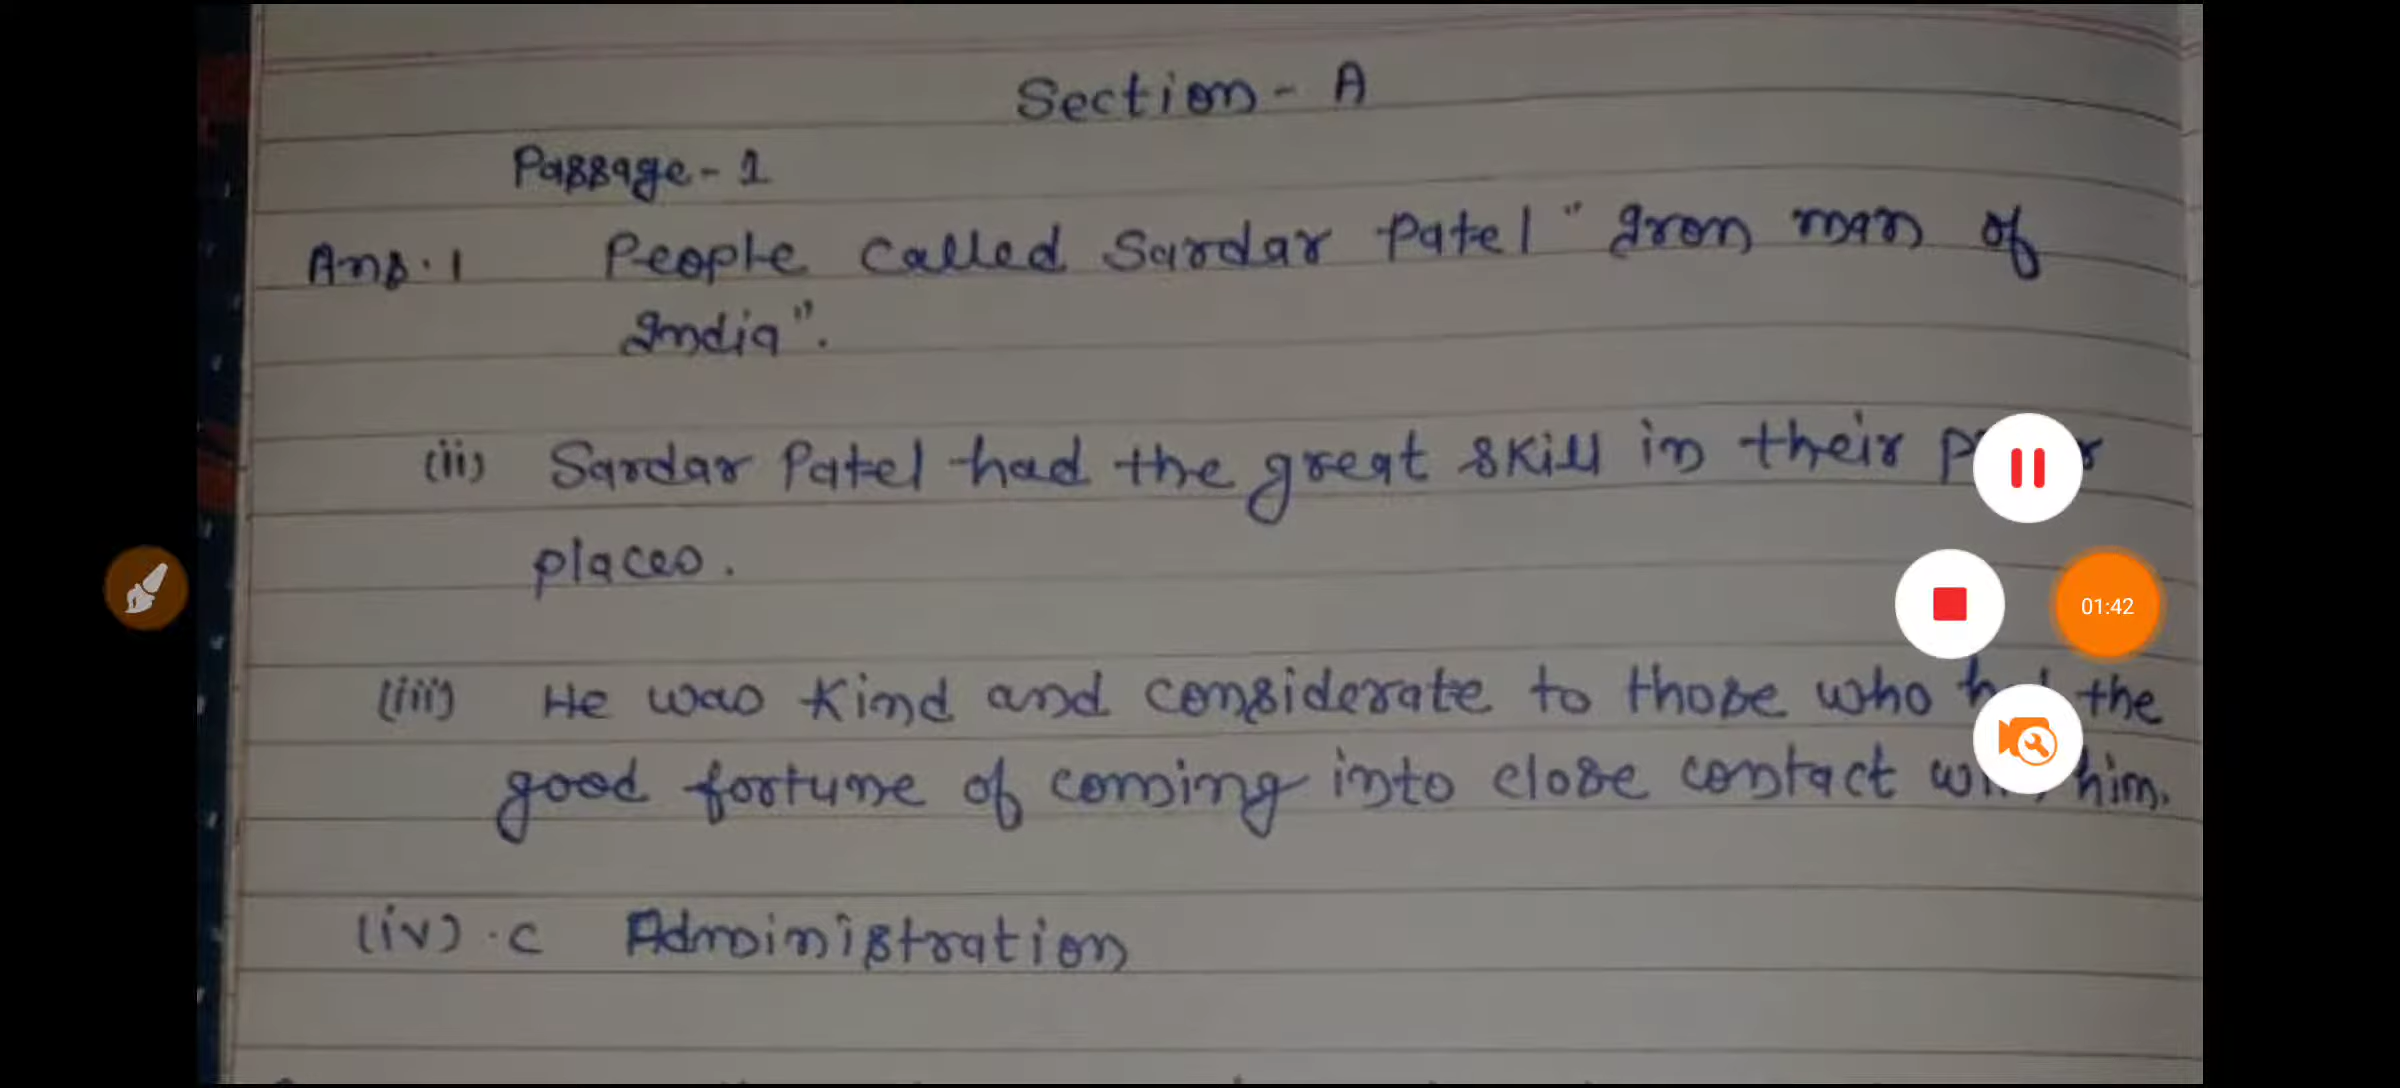 Section - A
Passage - 1
Ans. 1 People called Sardar Patel "Iron man of
India".
(ii) Sardar Patel had the great skill in their
places.
(iii) He was kind and considerate to those who the
good fortune of coming into close contact him.
(iv). c Administration
01:42